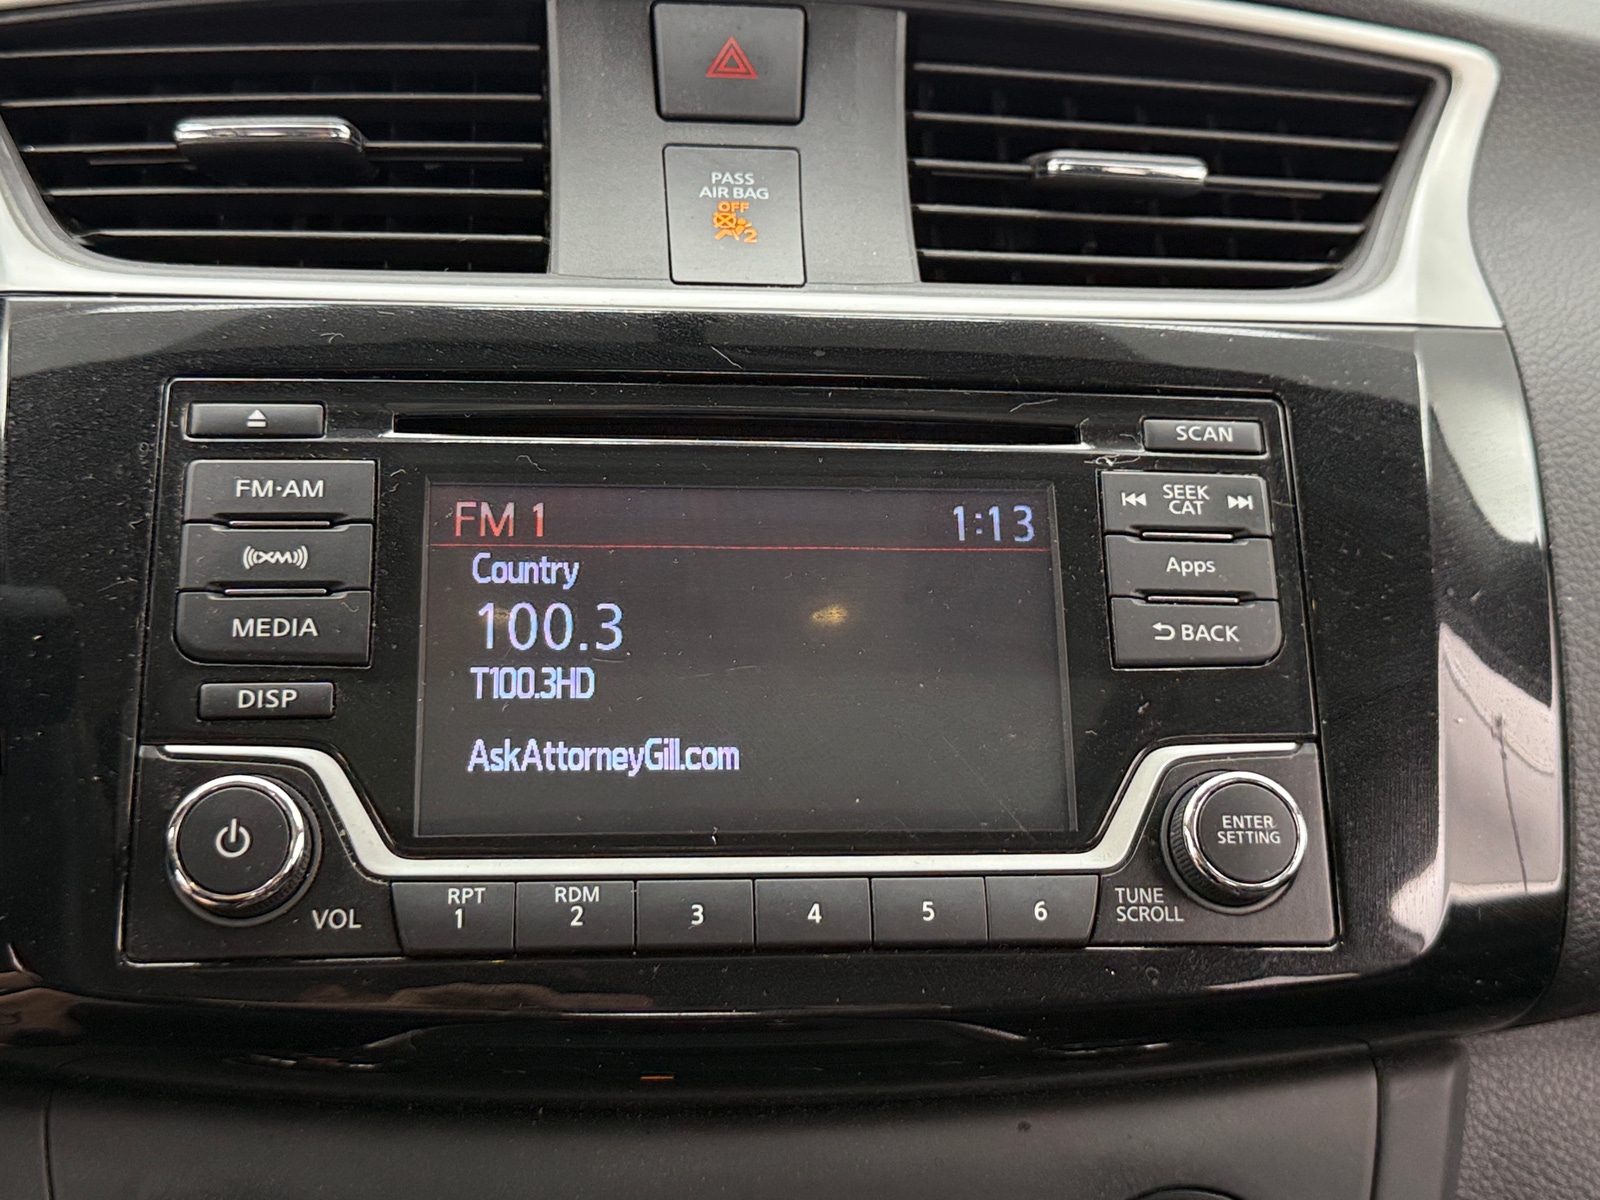 PASS
AIR BAG
OFF
2
SCAN
FM·AM
SEEK
CAT
XM
Apps
MEDIA
BACK
DISP
FM 1
1:13
Country
100.3
T100.3HD
AskAttorneyGill.com
ENTER
SETTING
VOL
RPT
1
RDM
2
3
4
5
6
TUNE
SCROLL